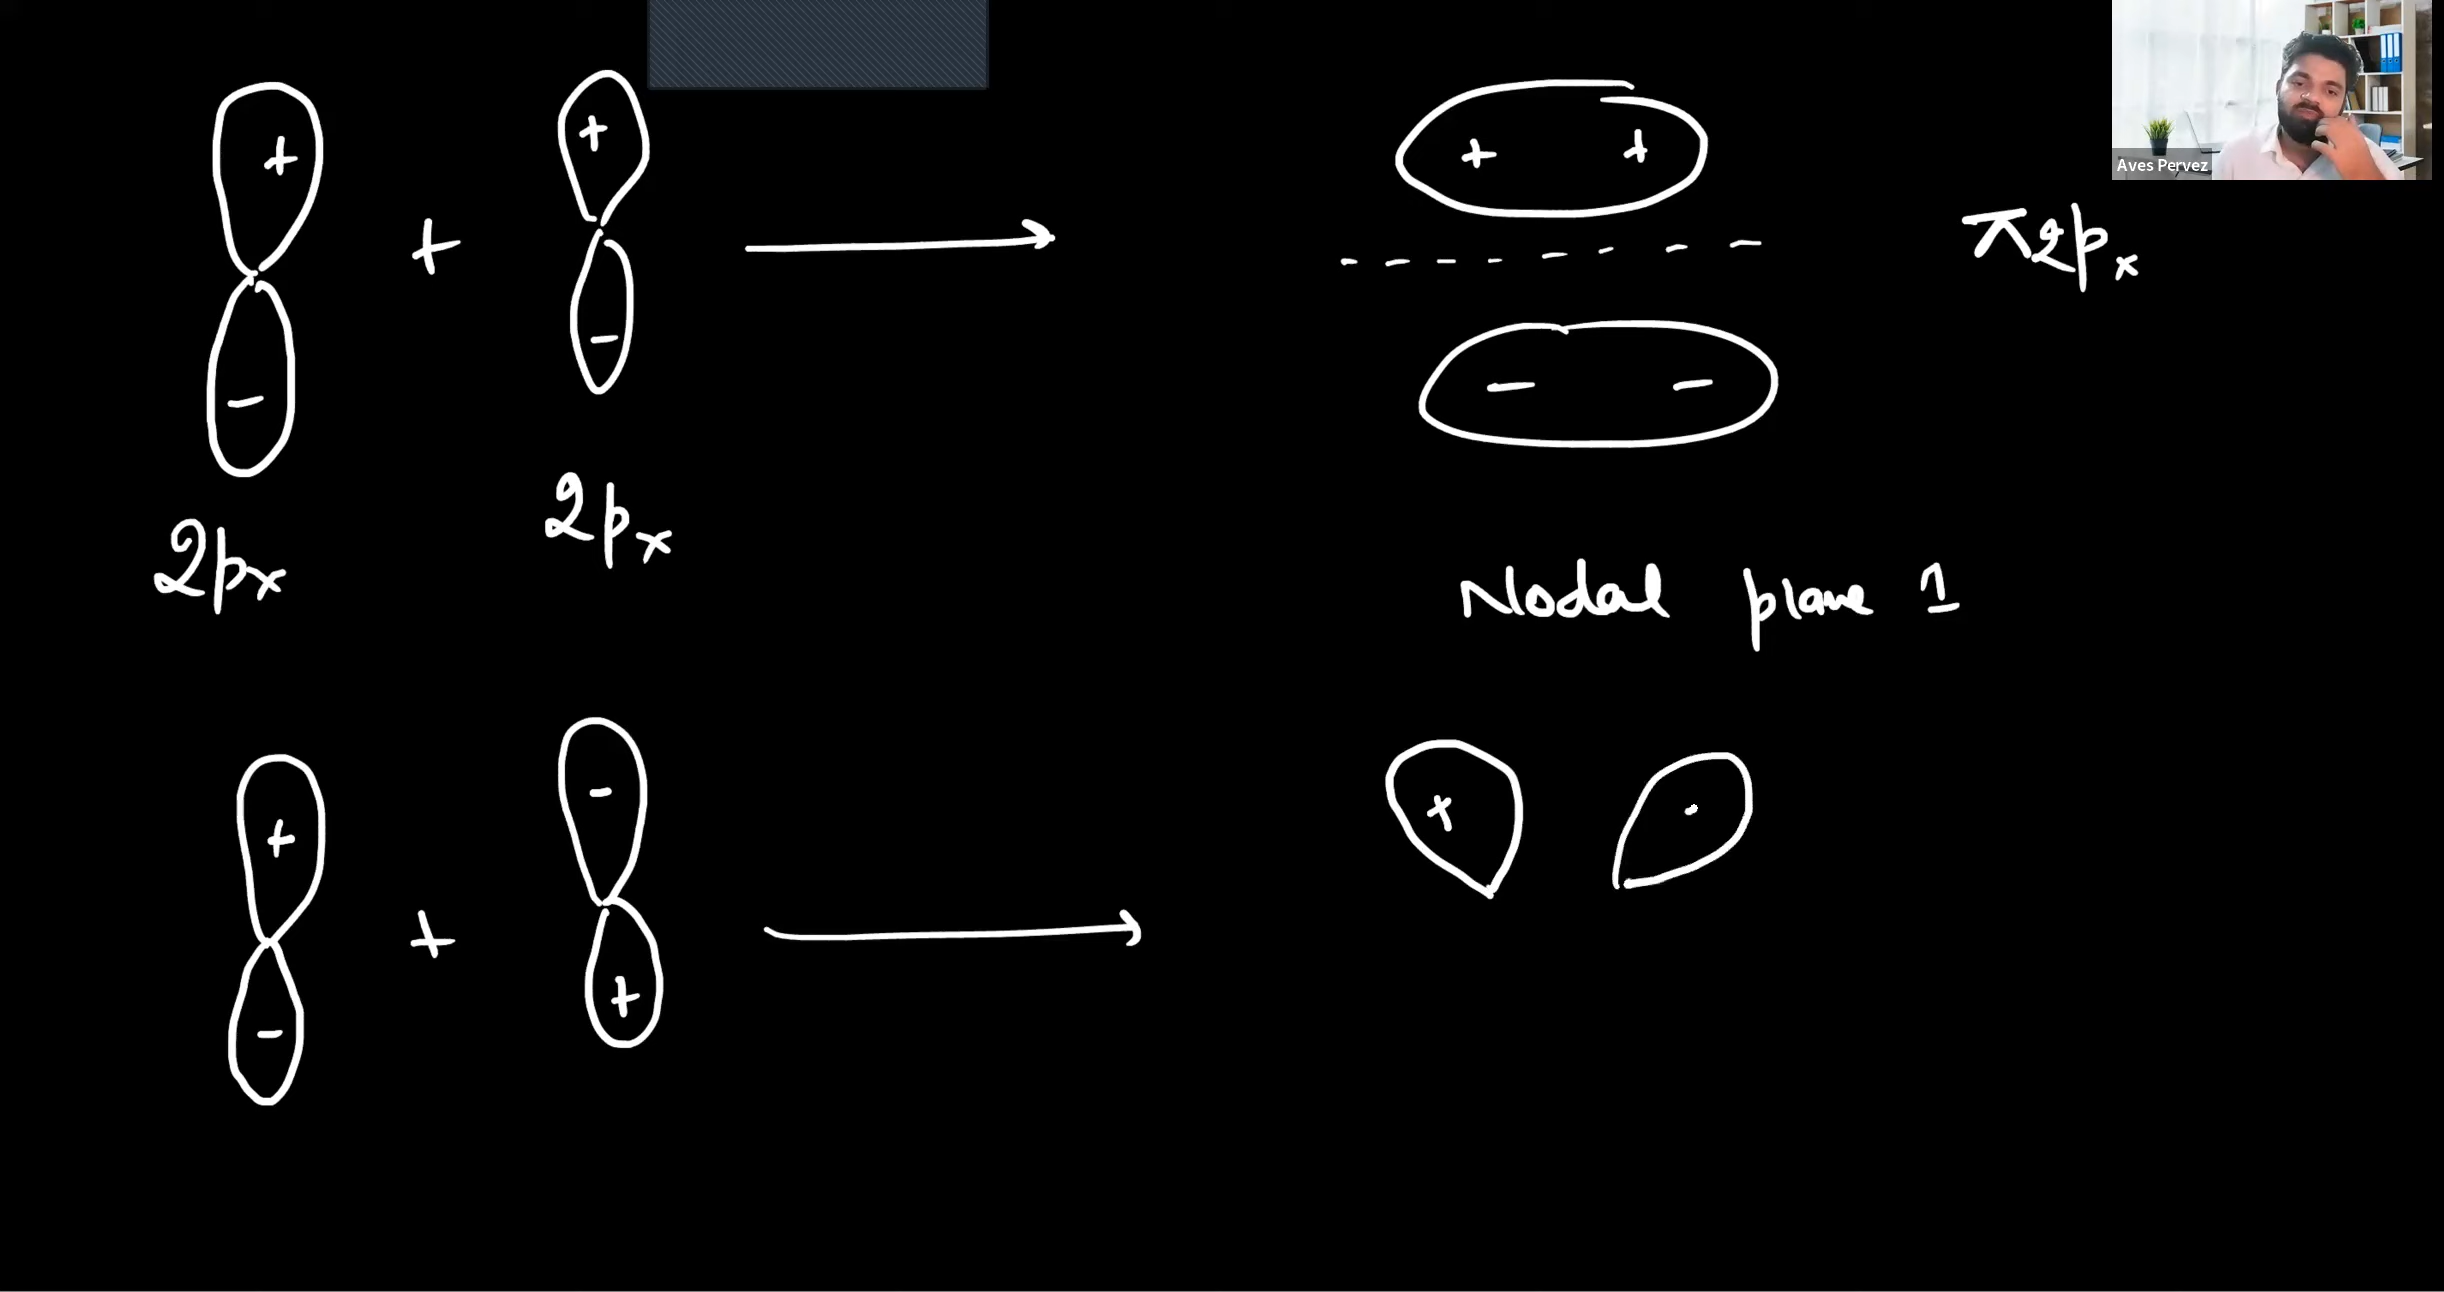 + + + +
Aves Pervez
+ → π2px
- - - -
2px 2px
Nodal plane 1
+ - + -
+ →
- +